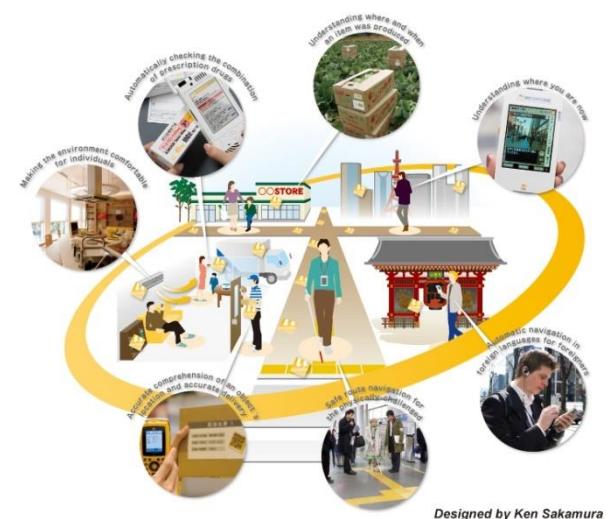 Understanding where and when
an item was produced
Automatically checking the combination
of prescription drugs
Understanding where you are now
Making the environment comfortable
for individuals
OOSTORE
Automatic navigation in
foreign languages for foreigners
Accurate comprehension of an object's
location and accurate delivery
Safe route navigation for
the physically-challenged
Designed by Ken Sakamura